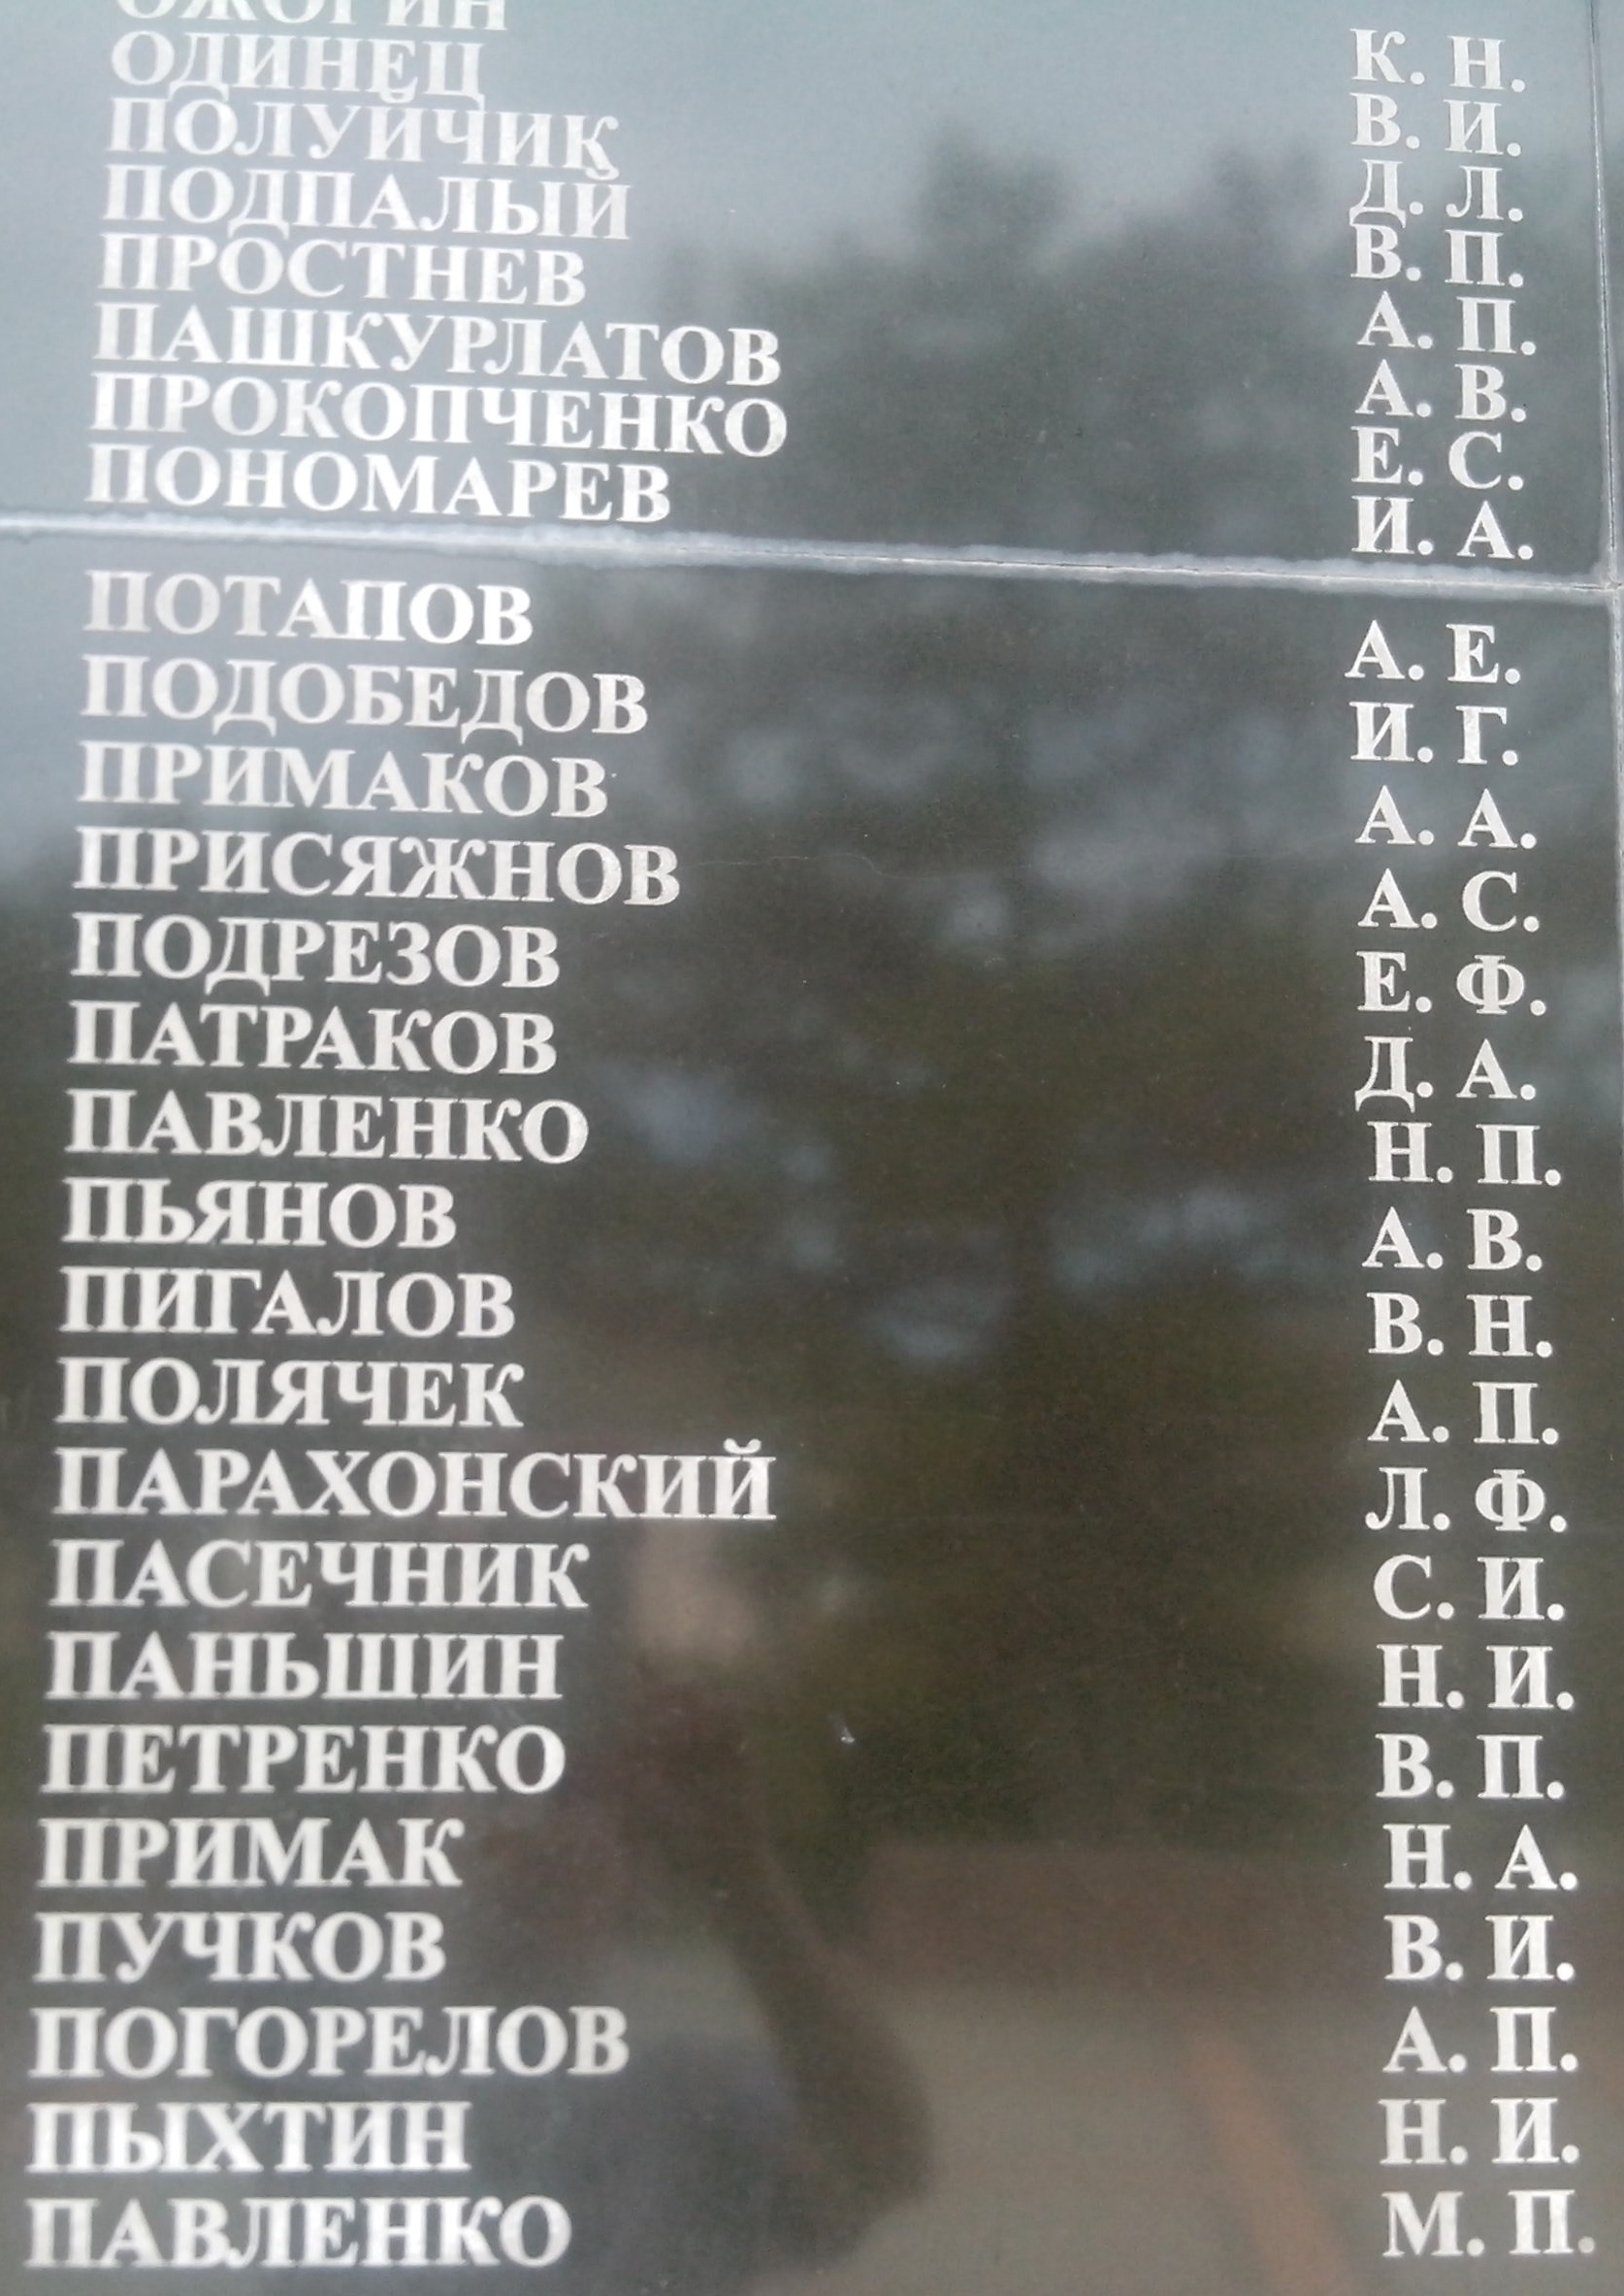 ОЖОГИН К. Н.
ОДИНЕЦ В. И.
ПОЛУЙЧИК Д. Л.
ПОДПАЛЫЙ В. П.
ПРОСТНЕВ А. П.
ПАШКУРЛАТОВ А. В.
ПРОКОПЧЕНКО Е. С.
ПОНОМАРЕВ И. А.
ПОТАПОВ А. Е.
ПОДОБЕДОВ И. Г.
ПРИМАКОВ А. А.
ПРИСЯЖНОВ А. С.
ПОДРЕЗОВ Е. Ф.
ПАТРАКОВ Д. А.
ПАВЛЕНКО Н. П.
ПЬЯНОВ А. В.
ПИГАЛОВ В. Н.
ПОЛЯЧЕК А. П.
ПАРАХОНСКИЙ Л. Ф.
ПАСЕЧНИК С. И.
ПАНЬШИН Н. И.
ПЕТРЕНКО В. П.
ПРИМАК Н. А.
ПУЧКОВ В. И.
ПОГОРЕЛОВ А. П.
ПЫХТИН Н. И.
ПАВЛЕНКО М. П.